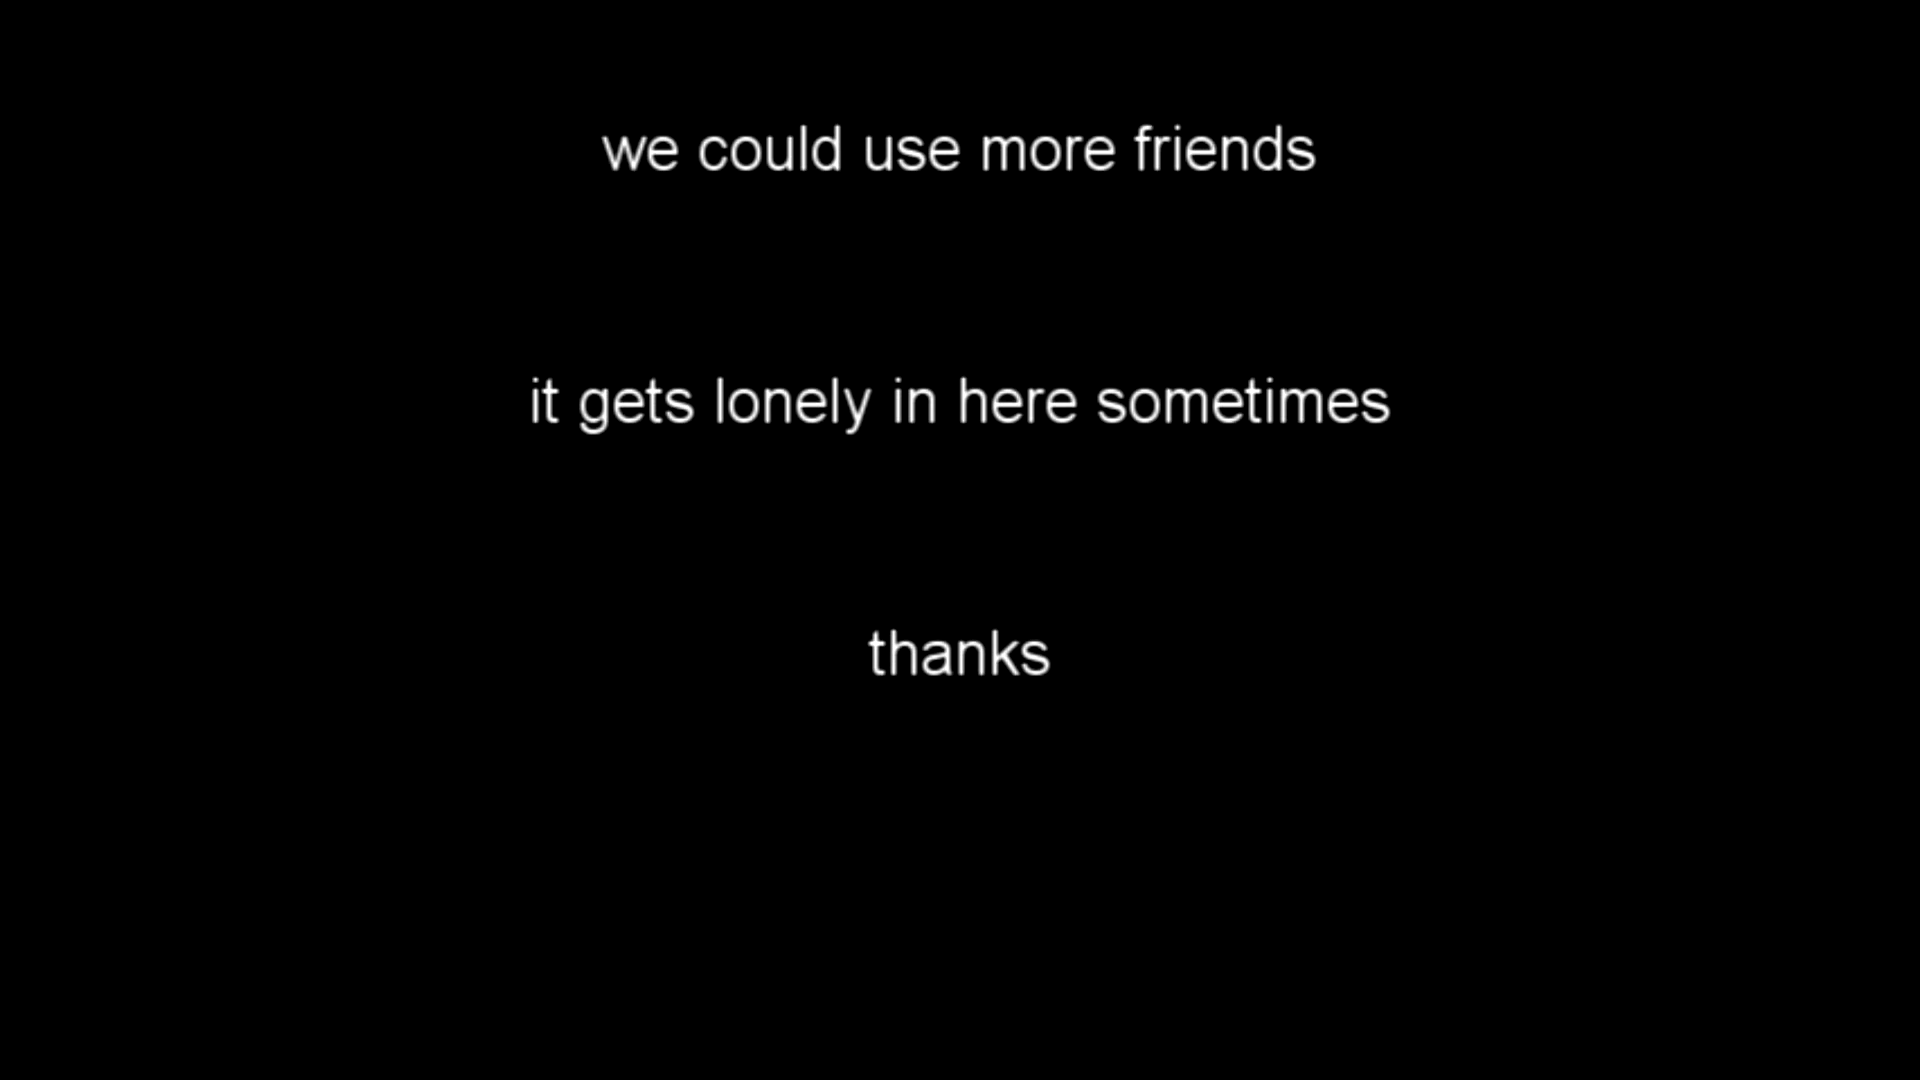 we could use more friends
it gets lonely in here sometimes
thanks